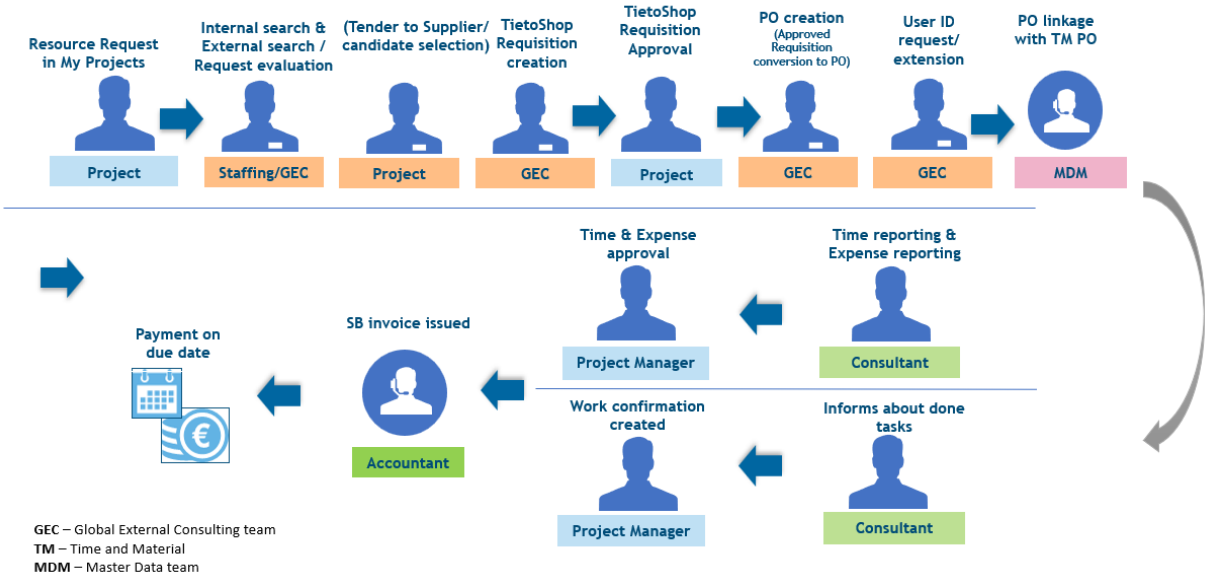 Resource Request
in My Projects
Project
Internal search &
External search /
Request evaluation
Staffing/GEC
(Tender to Supplier/
candidate selection)
Project
TietoShop
Requisition
creation
GEC
TietoShop
Requisition
Approval
Project
PO creation
(Approved
Requisition
conversion to PO)
GEC
User ID
request/
extension
GEC
PO linkage
with TM PO
MDM
Time & Expense
approval
Project Manager
Time reporting &
Expense reporting
Consultant
Payment on
due date
€
SB invoice issued
Accountant
Work confirmation
created
Project Manager
Informs about done
tasks
Consultant
GEC – Global External Consulting team
TM – Time and Material
MDM – Master Data team